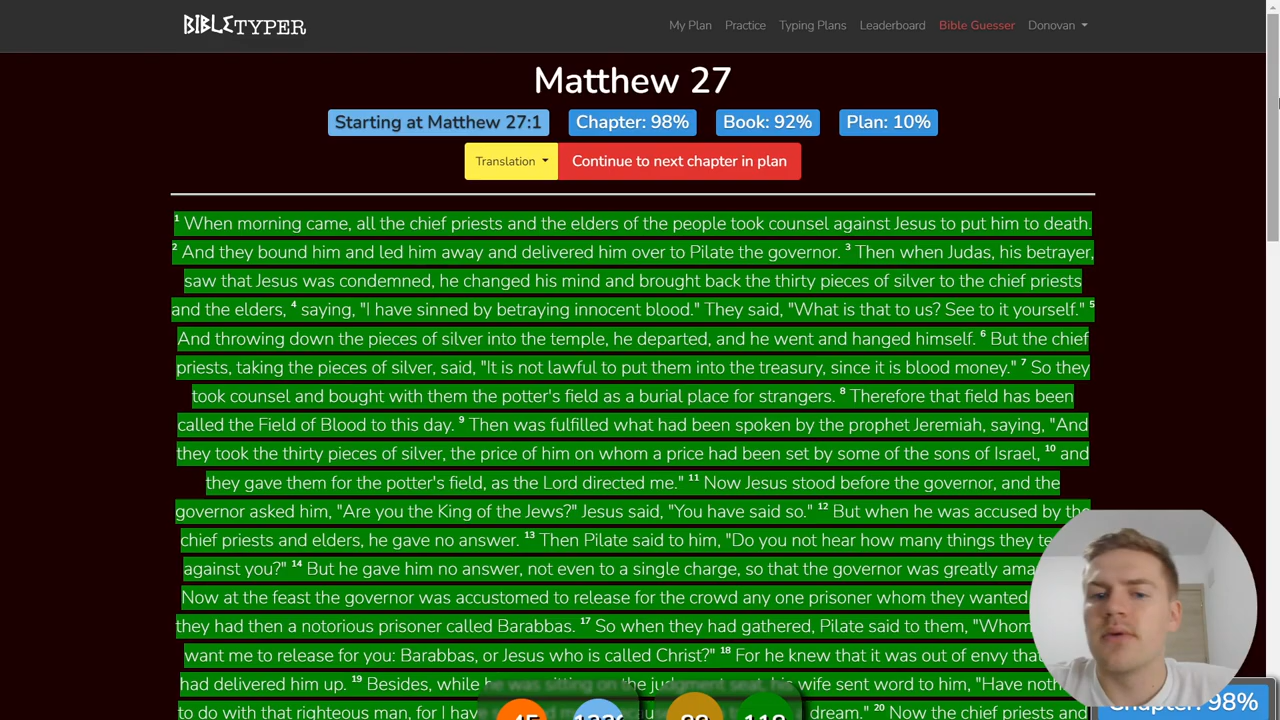 BIBLETYPER
My Plan Practice Typing Plans Leaderboard Bible Guesser Donovan
Matthew 27
Starting at Matthew 27:1 Chapter: 98% Book: 92% Plan: 10%
Translation Continue to next chapter in plan
1 When morning came, all the chief priests and the elders of the people took counsel against Jesus to put him to death.
2 And they bound him and led him away and delivered him over to Pilate the governor. 3 Then when Judas, his betrayer,
saw that Jesus was condemned, he changed his mind and brought back the thirty pieces of silver to the chief priests
and the elders, 4 saying, "I have sinned by betraying innocent blood." They said, "What is that to us? See to it yourself." 5
And throwing down the pieces of silver into the temple, he departed, and he went and hanged himself. 6 But the chief
priests, taking the pieces of silver, said, "It is not lawful to put them into the treasury, since it is blood money." 7 So they
took counsel and bought with them the potter's field as a burial place for strangers. 8 Therefore that field has been
called the Field of Blood to this day. 9 Then was fulfilled what had been spoken by the prophet Jeremiah, saying, "And
they took the thirty pieces of silver, the price of him on whom a price had been set by some of the sons of Israel, 10 and
they gave them for the potter's field, as the Lord directed me." 11 Now Jesus stood before the governor, and the
governor asked him, "Are you the King of the Jews?" Jesus said, "You have said so." 12 But when he was accused by the
chief priests and elders, he gave no answer. 13 Then Pilate said to him, "Do you not hear how many things they
against you?" 14 But he gave him no answer, not even to a single charge, so that the governor was greatly
Now at the feast the governor was accustomed to release for the crowd any one prisoner whom they wanted
they had then a notorious prisoner called Barabbas. 17 So when they had gathered, Pilate said to them,
want me to release for you: Barabbas, or Jesus who is called Christ?" 18 For he knew that it was out of envy
had delivered him up. 19 Besides, while he was sitting on the judgment seat, his wife sent word to him, "Have
to do with that righteous man, for I have dream." 20 Now the chief priests and
Chapter: 98%